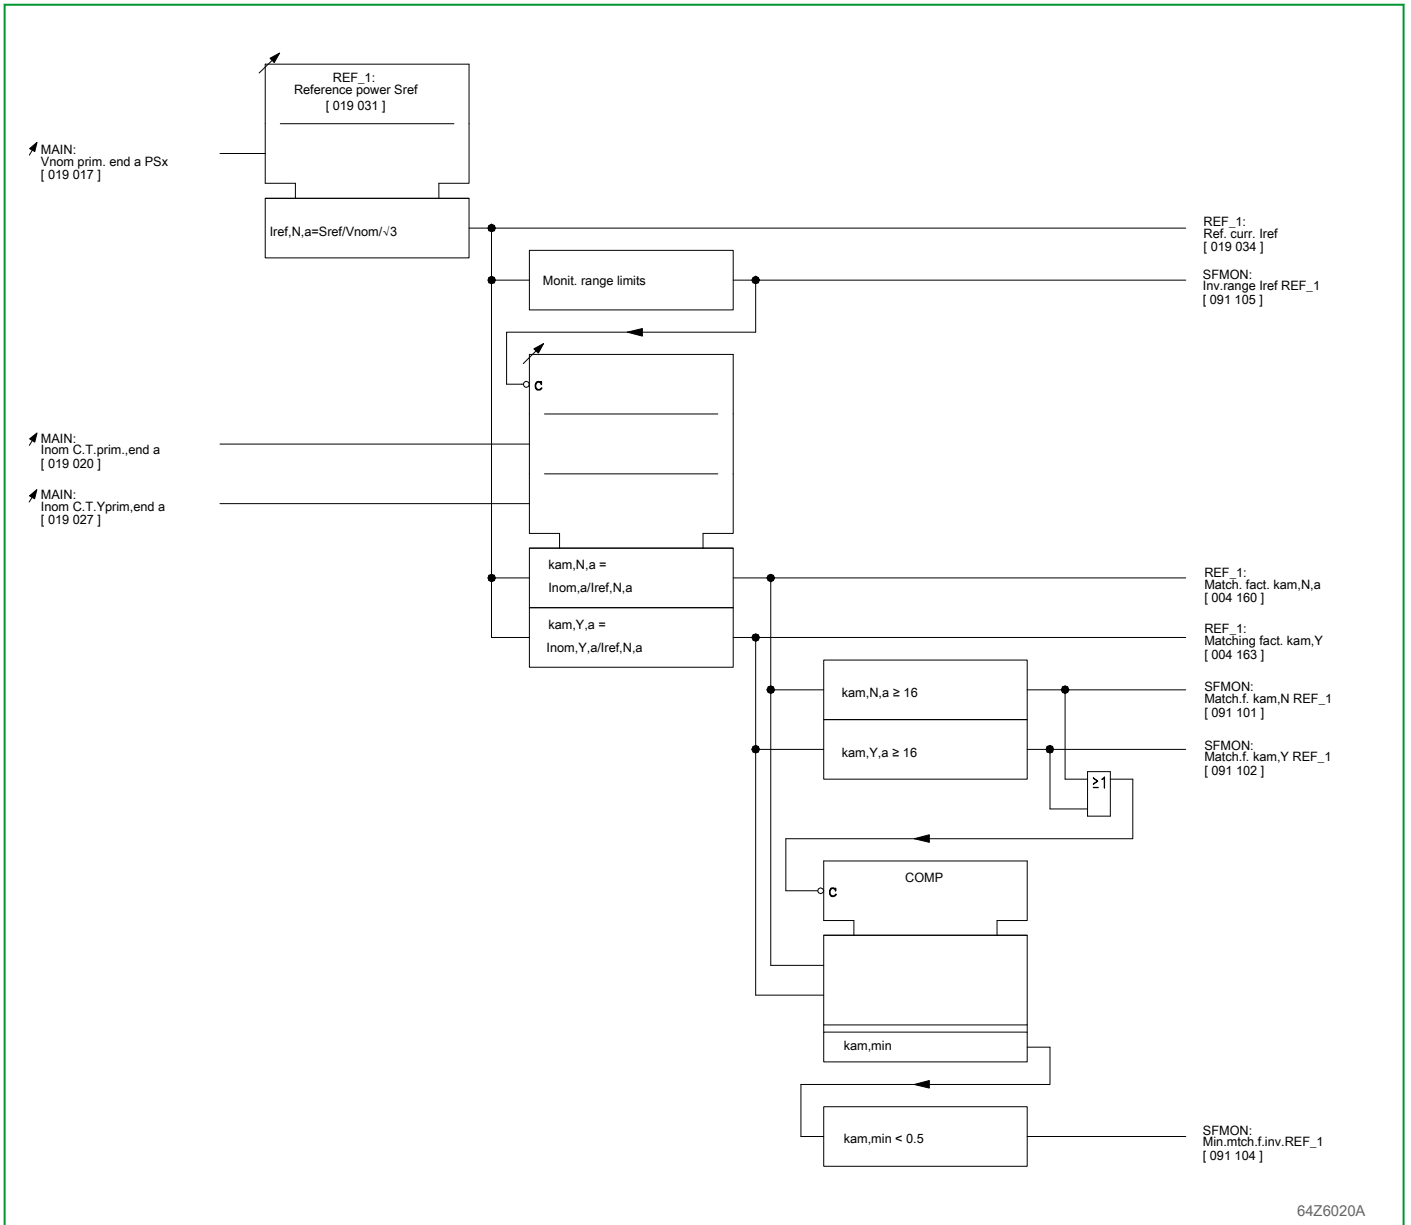 REF_1:
Reference power Sref
[ 019 031 ]
MAIN:
Vnom prim. end a PSx
[ 019 017 ]
Iref,N,a=Sref/Vnom/√3
REF_1:
Ref. curr. Iref
[ 019 034 ]
Monit. range limits
SFMON:
Inv.range Iref REF_1
[ 091 105 ]
C
MAIN:
Inom C.T.prim.,end a
[ 019 020 ]
MAIN:
Inom C.T.Yprim,end a
[ 019 027 ]
kam,N,a =
Inom,a/Iref,N,a
REF_1:
Match. fact. kam,N,a
[ 004 160 ]
kam,Y,a =
Inom,Y,a/Iref,N,a
REF_1:
Matching fact. kam,Y
[ 004 163 ]
kam,N,a ≥ 16
SFMON:
Match.f. kam,N REF_1
[ 091 101 ]
kam,Y,a ≥ 16
SFMON:
Match.f. kam,Y REF_1
[ 091 102 ]
≥1
COMP
C
kam,min
kam,min < 0.5
SFMON:
Min.mtch.f.inv.REF_1
[ 091 104 ]
64Z6020A